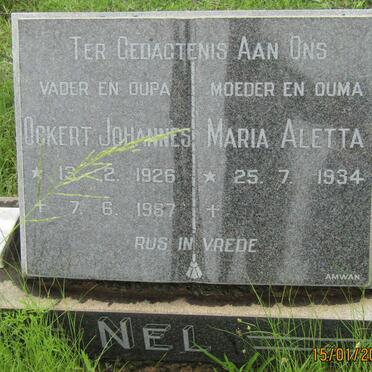 TER GEDAGTENIS AAN ONS
VADER EN OUPA MOEDER EN OUMA
OCKERT JOHANNES MARIA ALETTA
* 13. 2. 1926 * 25. 7. 1934
+ 7. 6. 1987 +
RUS IN VREDE
AMWAN
NEL
15/01/20